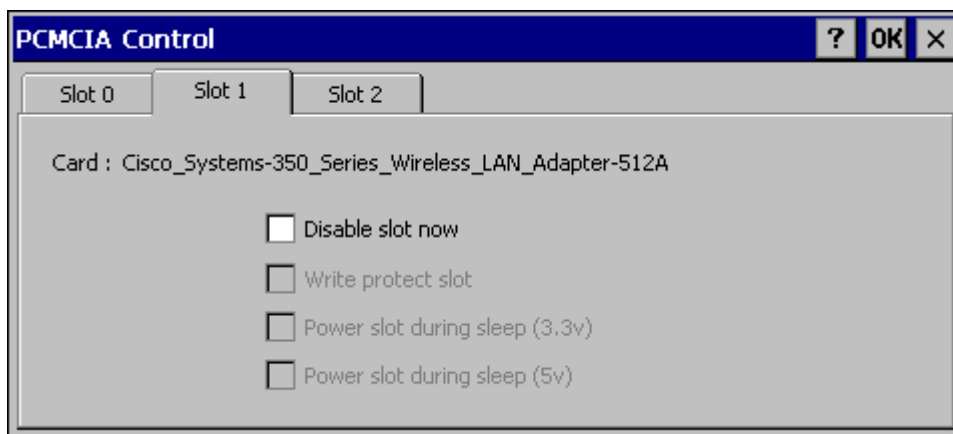 PCMCIA Control ? OK ×
Slot 0 Slot 1 Slot 2
Card : Cisco_Systems-350_Series_Wireless_LAN_Adapter-512A
Disable slot now
Write protect slot
Power slot during sleep (3.3v)
Power slot during sleep (5v)